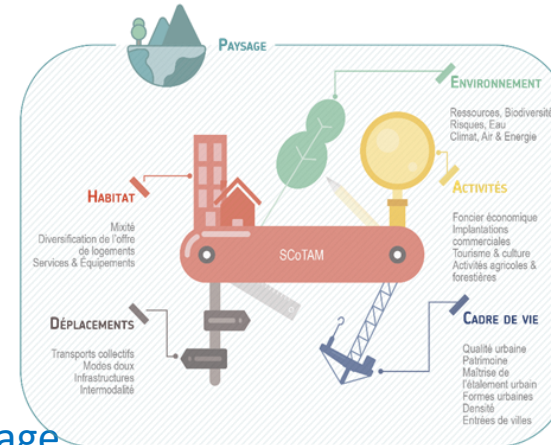 PAYSAGE
ENVIRONNEMENT
Ressources, Biodiversité
Risques, Eau
Climat, Air & Energie
HABITAT
Mixité
Diversification de l'offre
de logements
Services & Équipements
ACTIVITÉS
Foncier économique
Implantations
commerciales
Tourisme & culture
Activités agricoles &
forestières
SCoTAM
DÉPLACEMENTS
Transports collectifs
Modes doux
Infrastructures
Intermodalité
CADRE DE VIE
Qualité urbaine
Patrimoine
Maîtrise de
l'étalement urbain
Formes urbaines
Densité
Entrées de villes